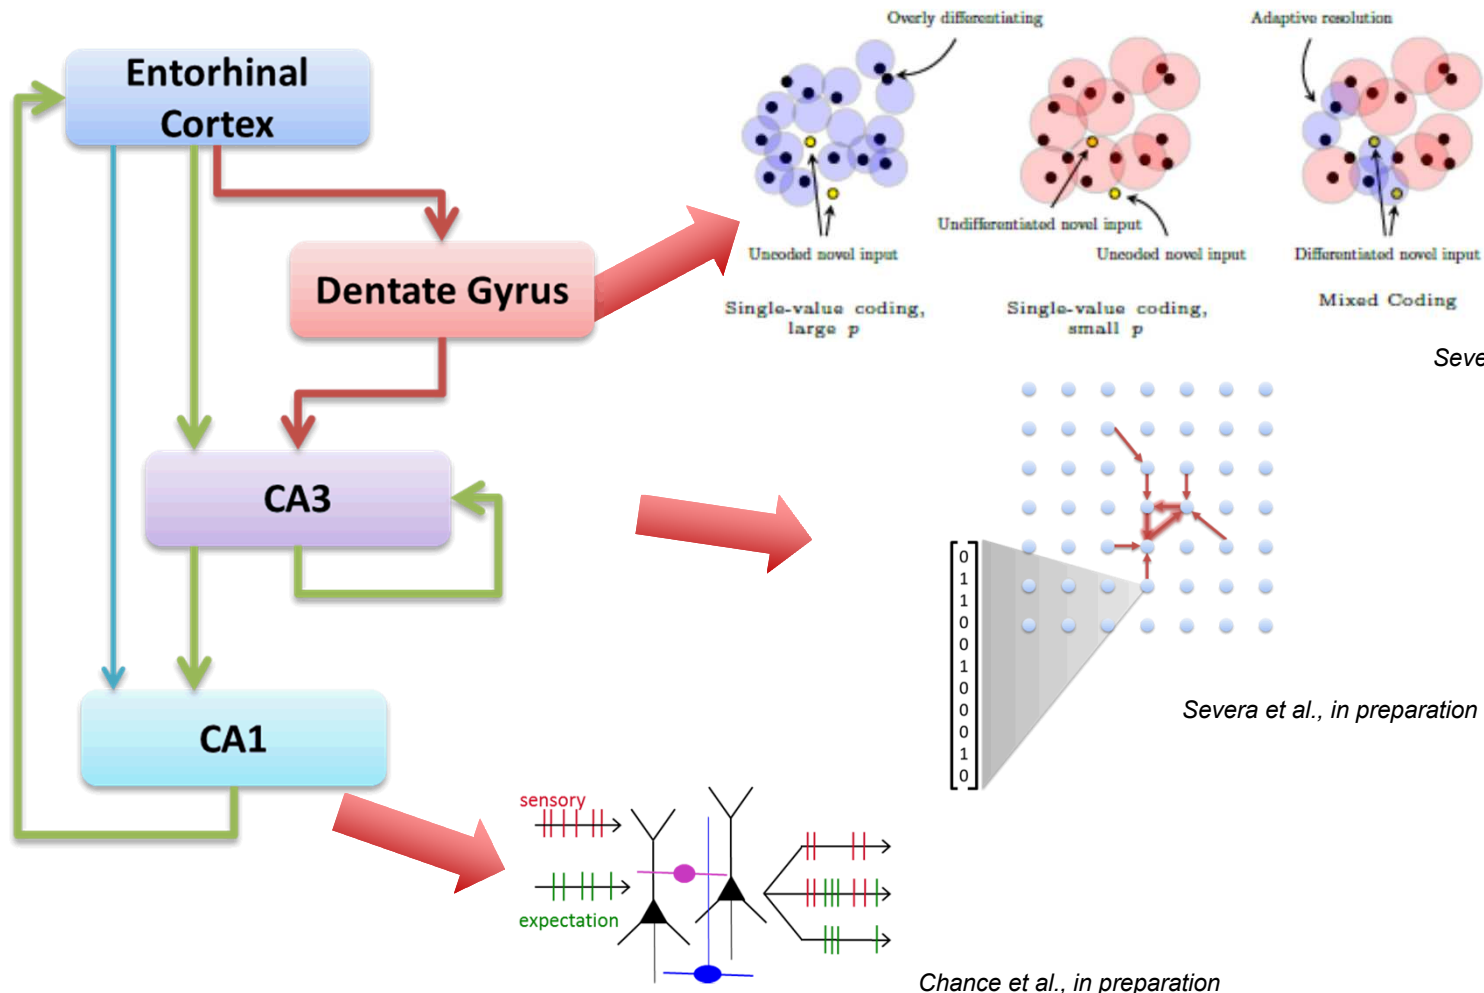 Entorhinal
Cortex
Dentate Gyrus
CA3
CA1
Overly differentiating
Uncoded novel input
Single-value coding,
large p
Undifferentiated novel input
Uncoded novel input
Single-value coding,
small p
Adaptive resolution
Differentiated novel input
Mixed Coding
Seve
0
1
1
0
0
1
0
0
0
1
0
Severa et al., in preparation
sensory
expectation
Chance et al., in preparation